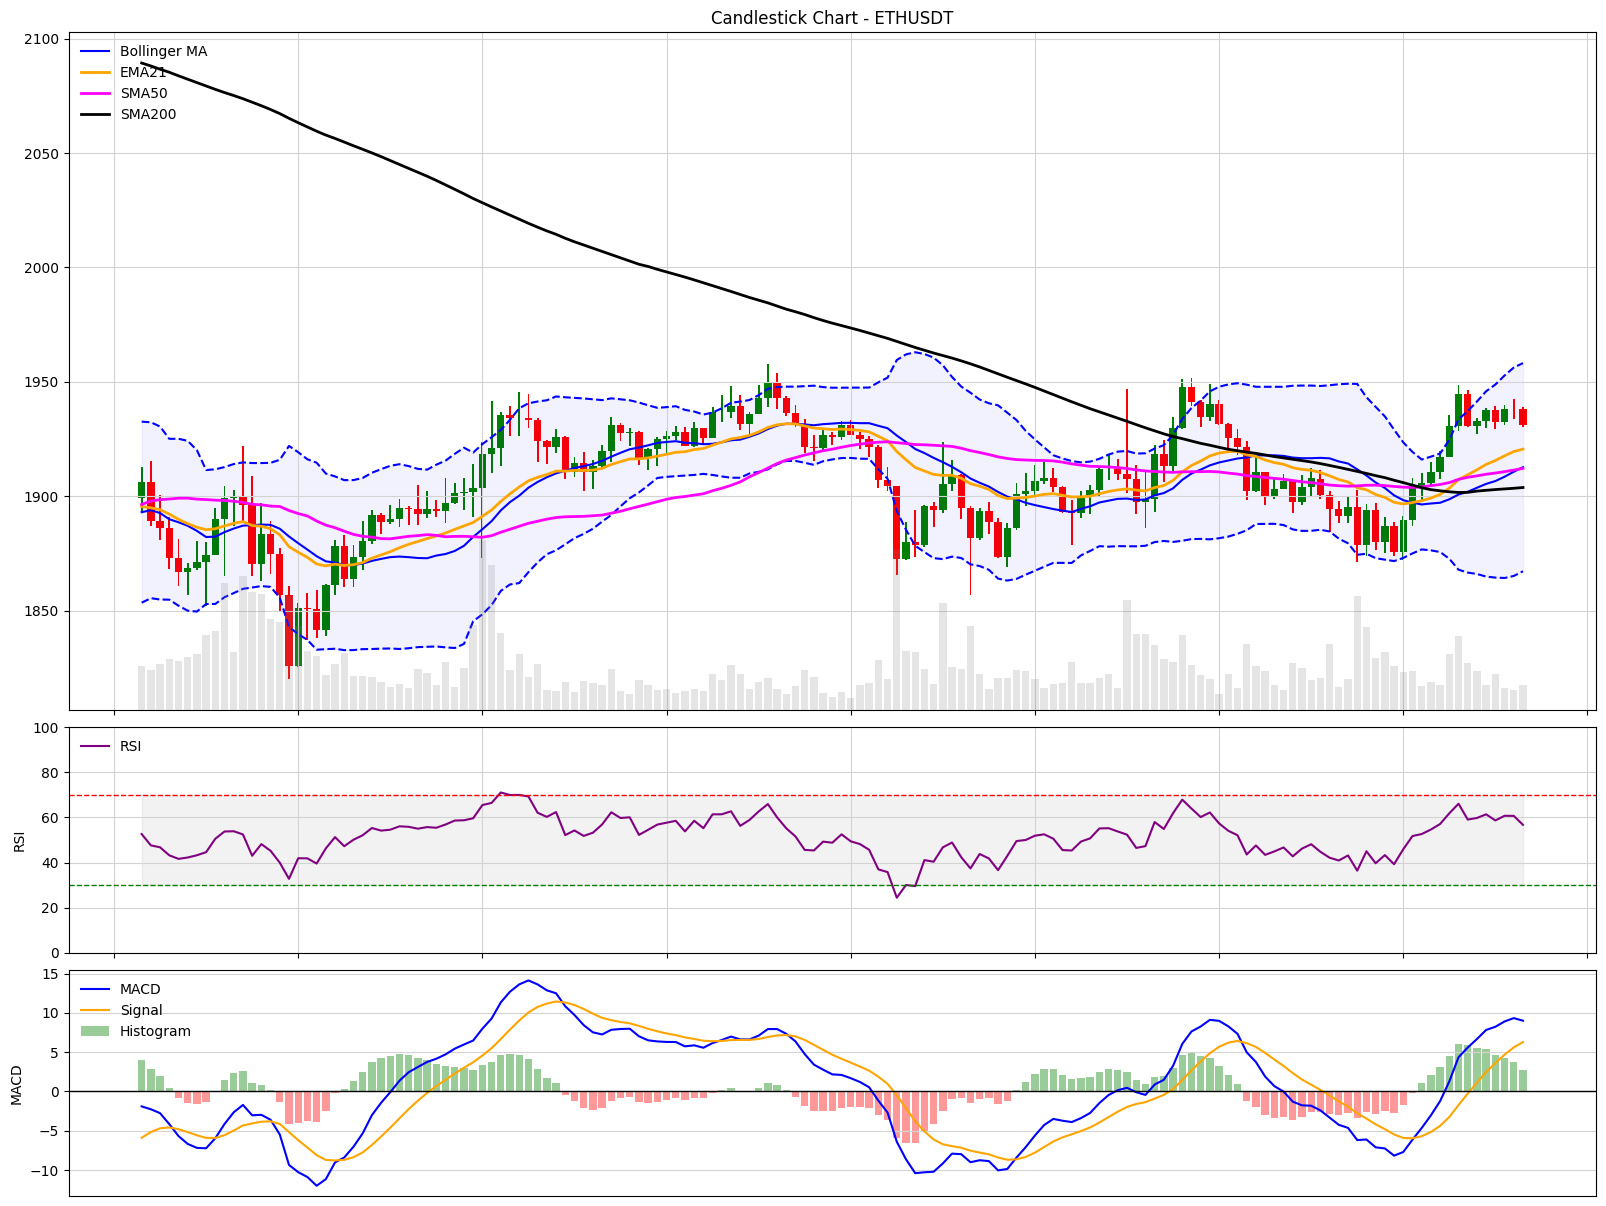 Candlestick Chart - ETHUSDT
2100
2050
2000
1950
1900
1850
Bollinger MA
EMA21
SMA50
SMA200
100
80
60
40
20
0
RSI
RSI
15
10
5
0
−5
−10
MACD
MACD
Signal
Histogram